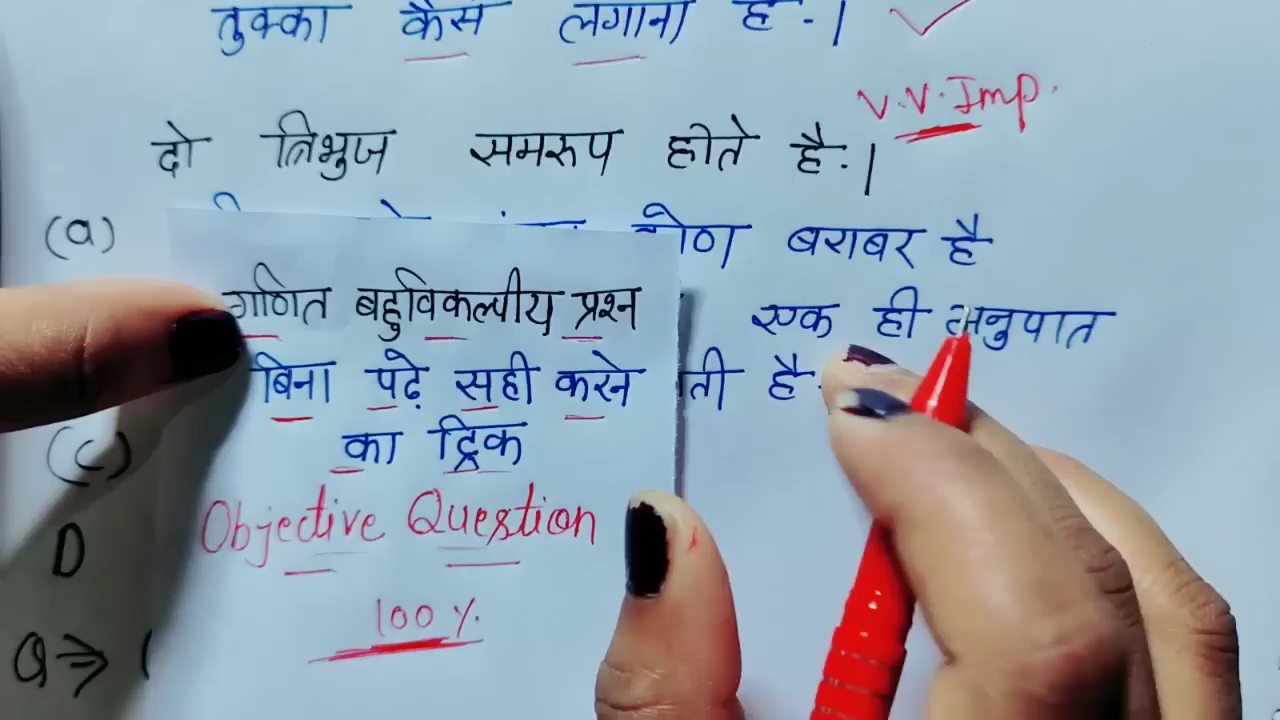 तुक्का कैसे लगाना है -।
V.V. Imp.
दो त्रिभुज समरूप होते है:।
(a) कोण बराबर है
एक ही अनुपात
ती है
(c)
D
Q⇒ (
गणित बहुविकल्पीय प्रश्न
बिना पढ़े सही करने
का ट्रिक
Objective Question
100 %.